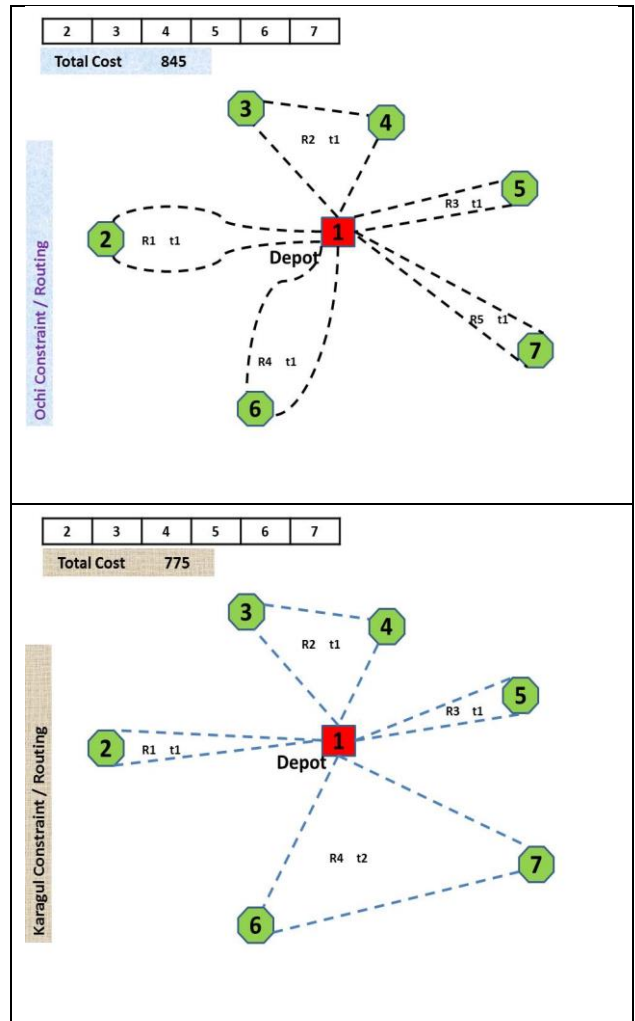 2 3 4 5 6 7
Total Cost 845
Ochi Constraint / Routing
3
4
R2 t1
5
R3 t1
2
R1 t1
1
Depot
R5 t1
7
R4 t1
6
2 3 4 5 6 7
Total Cost 775
Karagul Constraint / Routing
3
4
R2 t1
5
R3 t1
2
R1 t1
1
Depot
R4 t2
7
6